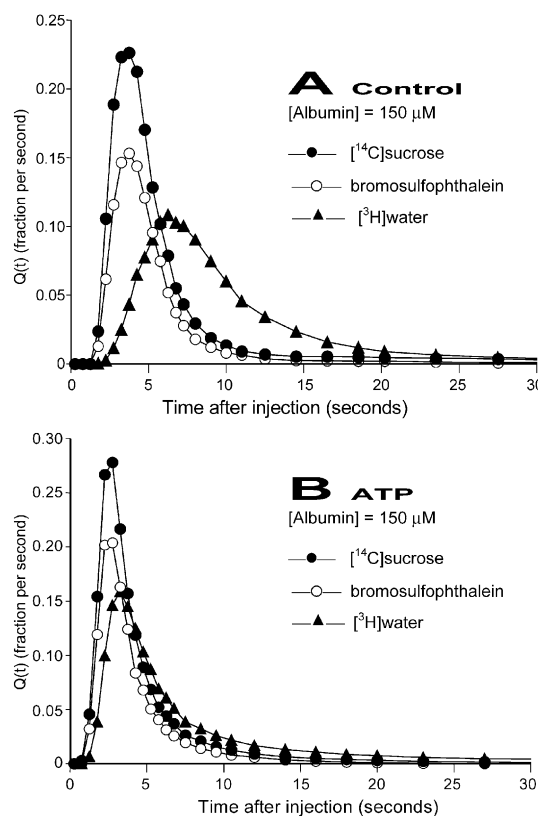 0.25
0.20
0.15
0.10
0.05
0
Q(t) (fraction per second)
A Control
[Albumin] = 150 μM
[¹⁴C]sucrose
bromosulfophthalein
[³H]water
0 5 10 15 20 25 30
Time after injection (seconds)
0.30
0.25
0.20
0.15
0.10
0.05
0
Q(t) (fraction per second)
B ATP
[Albumin] = 150 μM
[¹⁴C]sucrose
bromosulfophthalein
[³H]water
0 5 10 15 20 25 30
Time after injection (seconds)